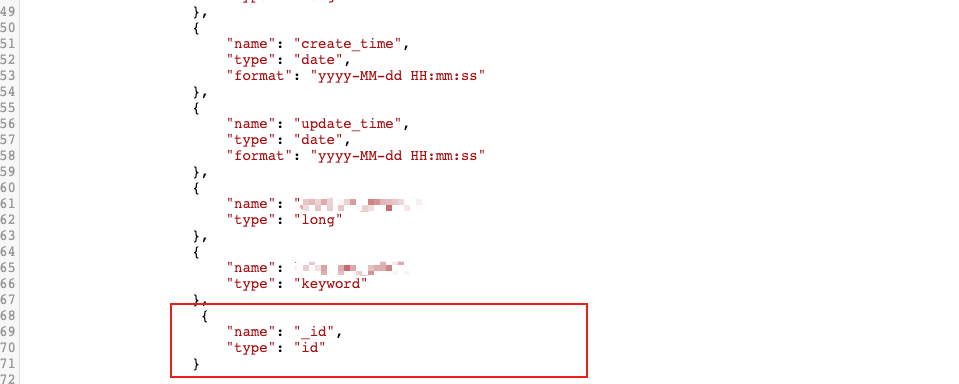 49 },
50 {
51 "name": "create_time",
52 "type": "date",
53 "format": "yyyy-MM-dd HH:mm:ss"
54 },
55 {
56 "name": "update_time",
57 "type": "date",
58 "format": "yyyy-MM-dd HH:mm:ss"
59 },
60 {
61 "name": "
62 "type": "long"
63 },
64 {
65 "name":
66 "type": "keyword"
67 },
68 {
69 "name": "_id",
70 "type": "id"
71 }
72